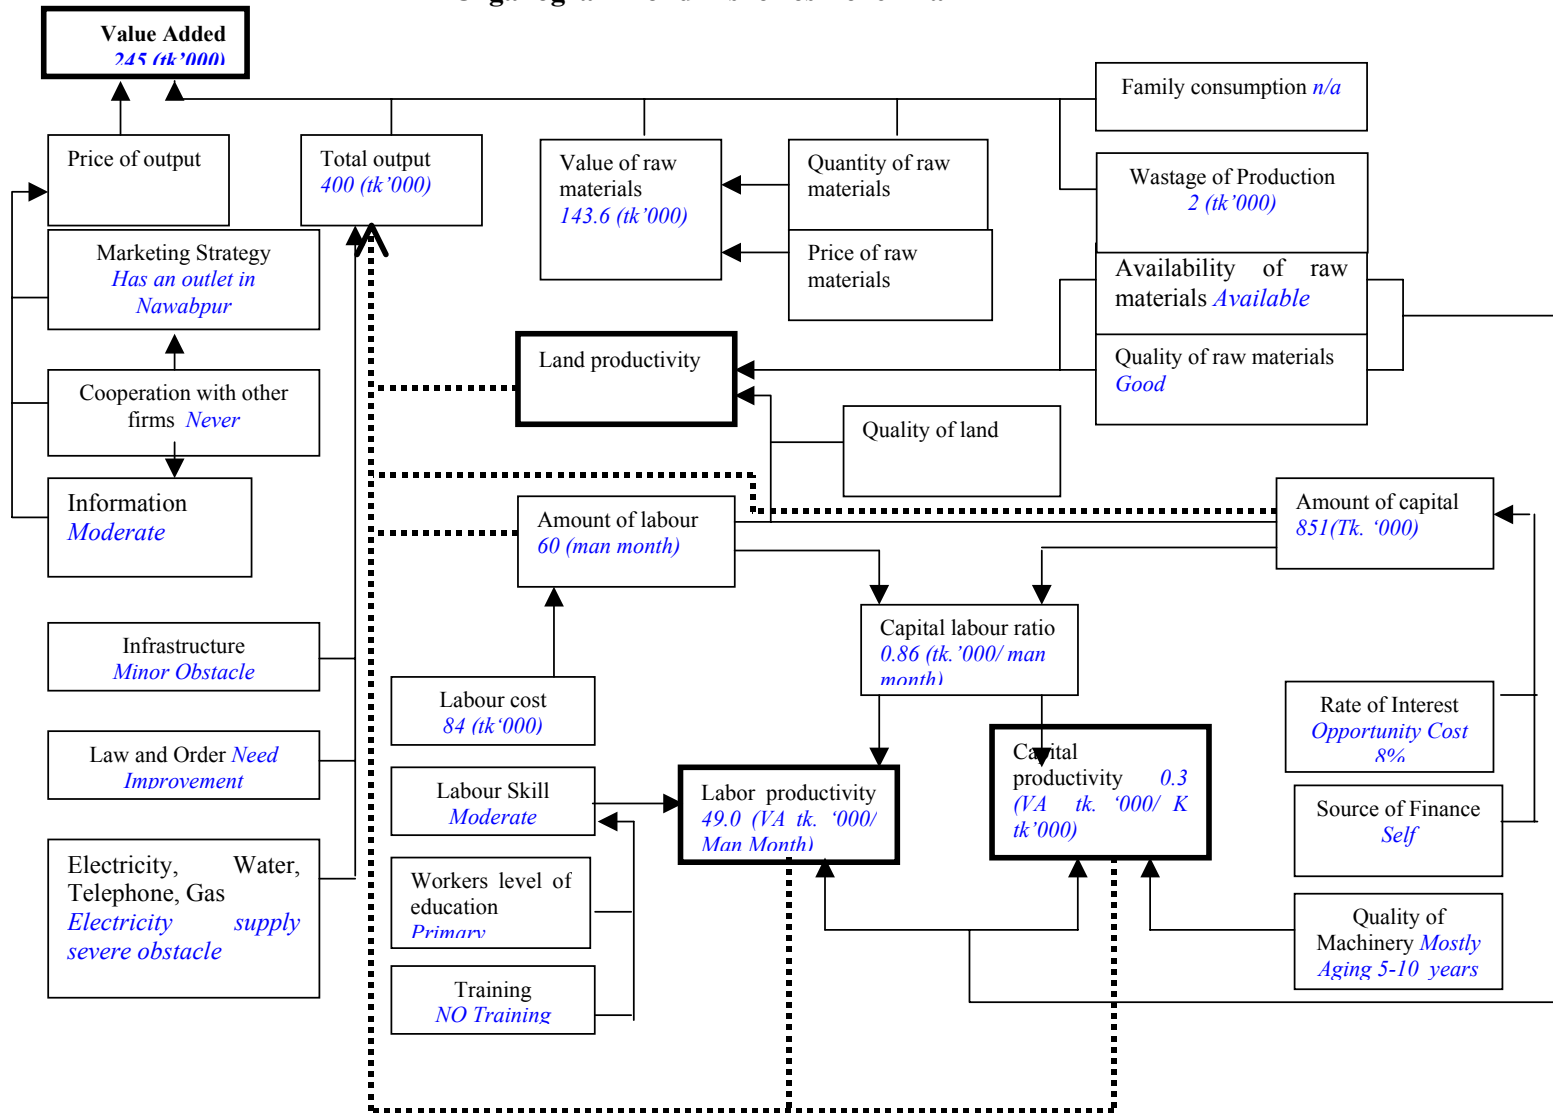 Value Added
245 (tk’000)
Family consumption n/a
Price of output
Total output
400 (tk’000)
Value of raw
materials
143.6 (tk’000)
Quantity of raw
materials
Wastage of Production
2 (tk’000)
Marketing Strategy
Has an outlet in
Nawabpur
Price of raw
materials
Availability of raw
materials Available
Land productivity
Quality of raw materials
Good
Cooperation with other
firms Never
Quality of land
Information
Moderate
Amount of labour
60 (man month)
Amount of capital
851(Tk. ‘000)
Infrastructure
Minor Obstacle
Capital labour ratio
0.86 (tk.’000/ man
month)
Labour cost
84 (tk‘000)
Rate of Interest
Opportunity Cost
8%
Law and Order Need
Improvement
Labour Skill
Moderate
Labor productivity
49.0 (VA tk. ‘000/
Man Month)
Capital
productivity 0.3
(VA tk. ‘000/ K
tk’000)
Source of Finance
Self
Electricity, Water,
Telephone, Gas
Electricity supply
severe obstacle
Workers level of
education
Primary
Quality of
Machinery Mostly
Aging 5-10 years
Training
NO Training